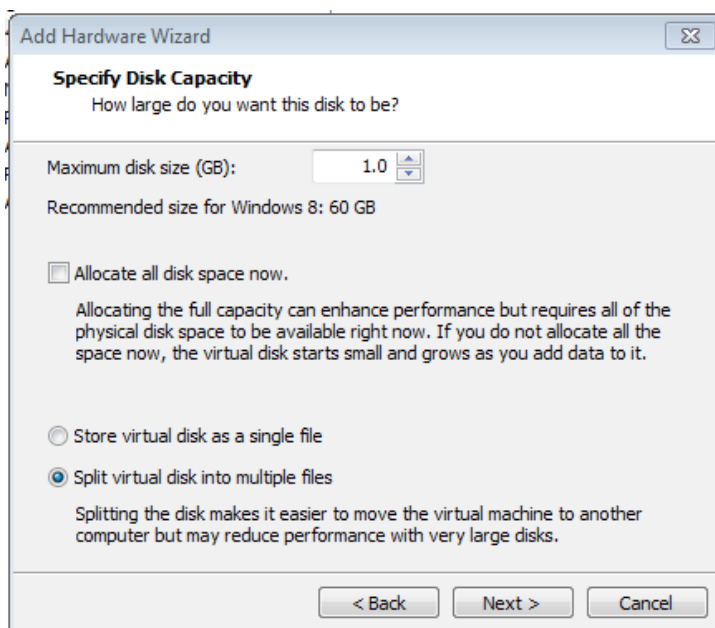 Add Hardware Wizard
Specify Disk Capacity
How large do you want this disk to be?
Maximum disk size (GB):
1.0
Recommended size for Windows 8: 60 GB
Allocate all disk space now.
Allocating the full capacity can enhance performance but requires all of the
physical disk space to be available right now. If you do not allocate all the
space now, the virtual disk starts small and grows as you add data to it.
Store virtual disk as a single file
Split virtual disk into multiple files
Splitting the disk makes it easier to move the virtual machine to another
computer but may reduce performance with very large disks.
< Back
Next >
Cancel